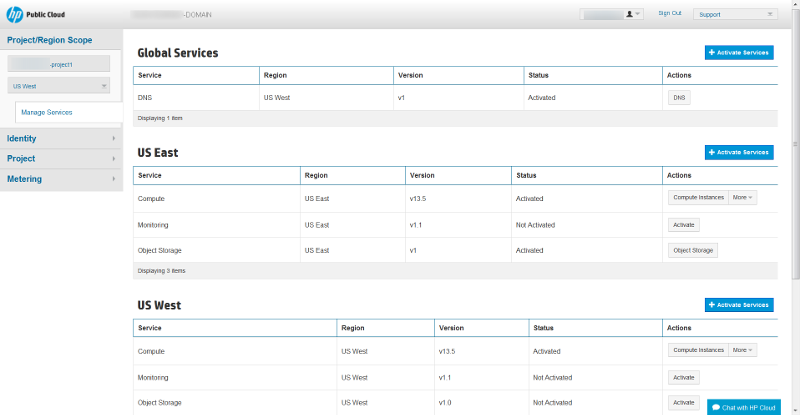 hp Public Cloud
-DOMAIN
Sign Out
Support
Project/Region Scope
-project1
US West
Manage Services
Identity
Project
Metering
Global Services
+ Activate Services
Service Region Version Status Actions
DNS US West v1 Activated DNS
Displaying 1 item
US East
+ Activate Services
Service Region Version Status Actions
Compute US East v13.5 Activated Compute Instances More
Monitoring US East v1.1 Not Activated Activate
Object Storage US East v1 Activated Object Storage
Displaying 3 items
US West
+ Activate Services
Service Region Version Status Actions
Compute US West v13.5 Activated Compute Instances More
Monitoring US West v1.1 Not Activated Activate
Object Storage US West v1.0 Not Activated Activate
Chat with HP Cloud